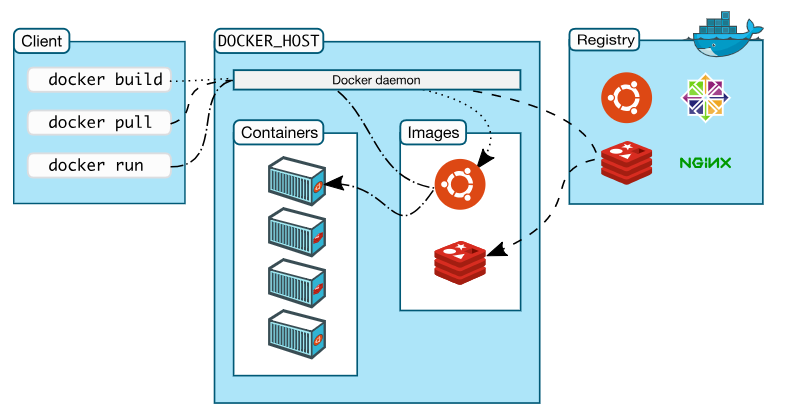 Client
docker build
docker pull
docker run
DOCKER_HOST
Docker daemon
Containers
Images
Registry
NGINX